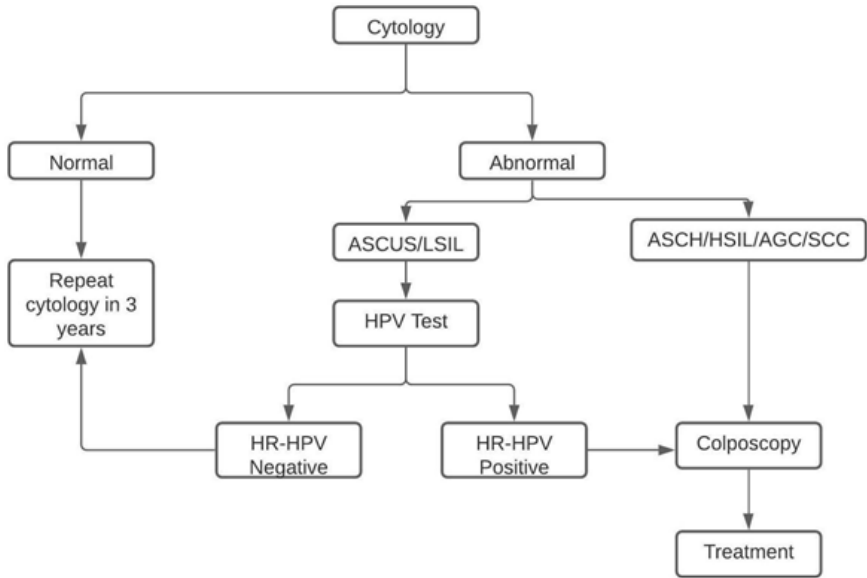 Cytology
Normal
Abnormal
ASCUS/LSIL
ASCH/HSIL/AGC/SCC
Repeat
cytology in 3
years
HPV Test
HR-HPV
Negative
HR-HPV
Positive
Colposcopy
Treatment